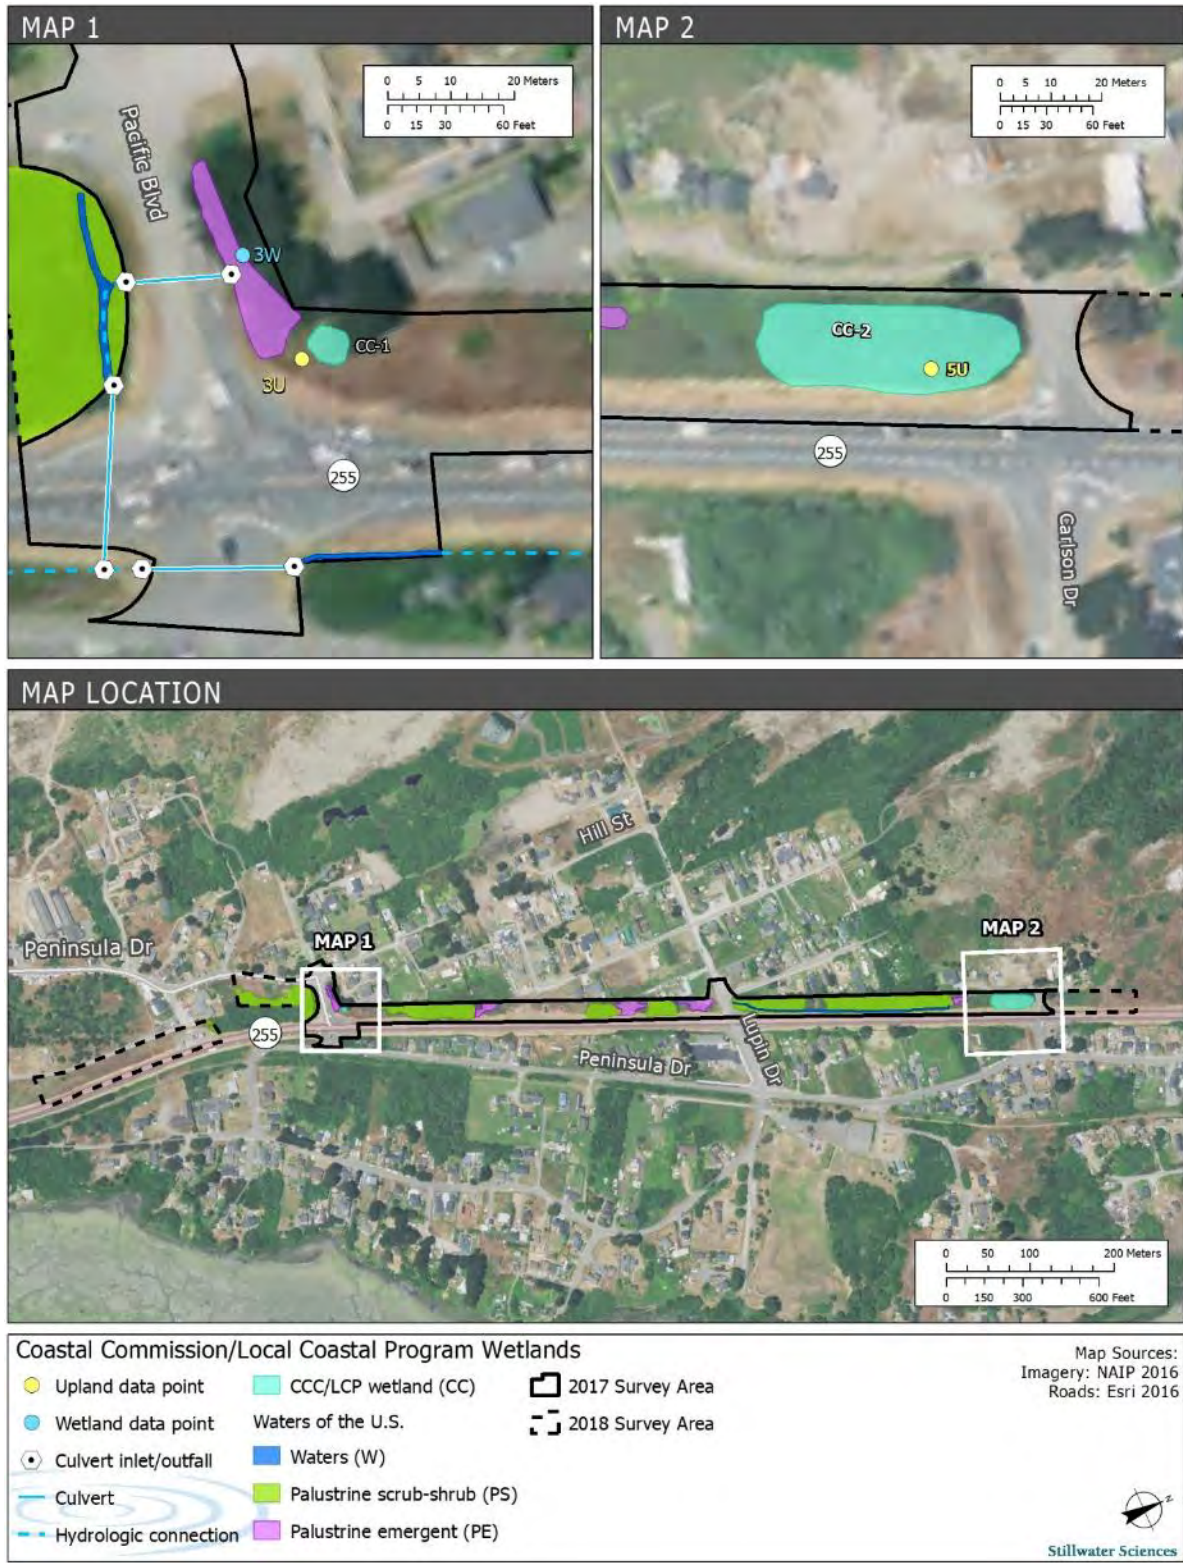 MAP 1
0 5 10 20 Meters
0 15 30 60 Feet
Pacific Blvd
3W
CC-1
3U
255
MAP 2
0 5 10 20 Meters
0 15 30 60 Feet
CC-2
5U
255
Carlson Dr
MAP LOCATION
Hill St
MAP 1
MAP 2
Peninsula Dr
255
Peninsula Dr
Lupin Dr
0 50 100 200 Meters
0 150 300 600 Feet
Coastal Commission/Local Coastal Program Wetlands
Upland data point
Wetland data point
Culvert inlet/outfall
Culvert
Hydrologic connection
CCC/LCP wetland (CC)
Waters of the U.S.
Waters (W)
Palustrine scrub-shrub (PS)
Palustrine emergent (PE)
2017 Survey Area
2018 Survey Area
Map Sources:
Imagery: NAIP 2016
Roads: Esri 2016
N
Stillwater Sciences